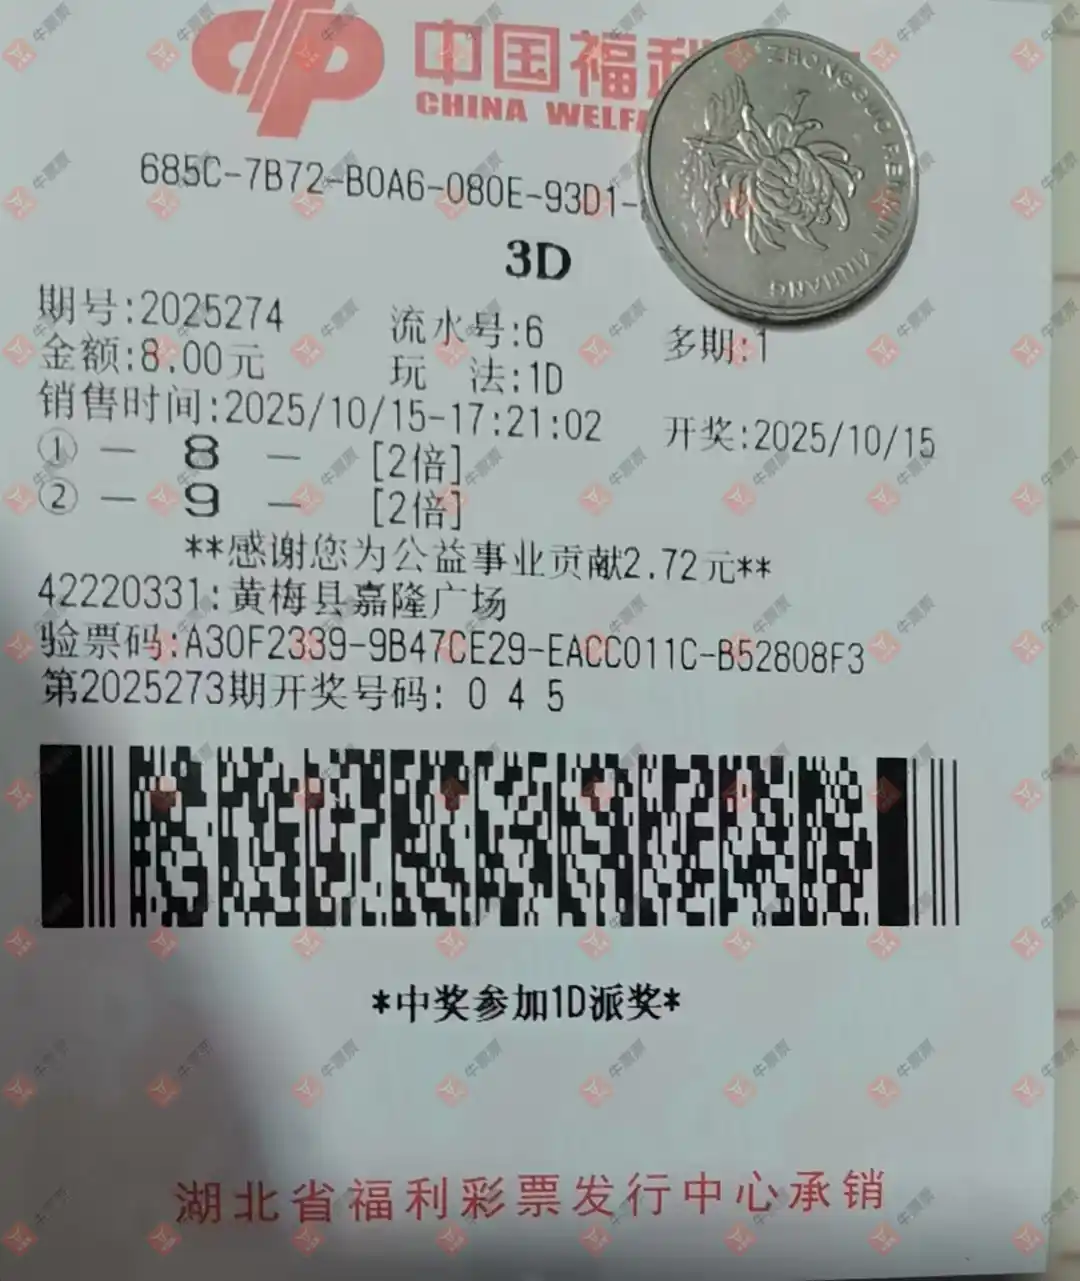 中国福利
CHINA WELFA
ZHONGGUO RENMIN YINHANG
685C-7B72-B0A6-080E-93D1-
3D
期号:2025274 流水号:6 多期:1
金额:8.00元 玩 法:1D
销售时间:2025/10/15-17:21:02 开奖:2025/10/15
① — 8 — [2倍]
② — 9 — [2倍]
**感谢您为公益事业贡献2.72元**
42220331:黄梅县嘉隆广场
验票码:A30F2339-9B47CE29-EACC011C-B52808F3
第2025273期开奖号码: 0 4 5
*中奖参加1D派奖*
湖北省福利彩票发行中心承销